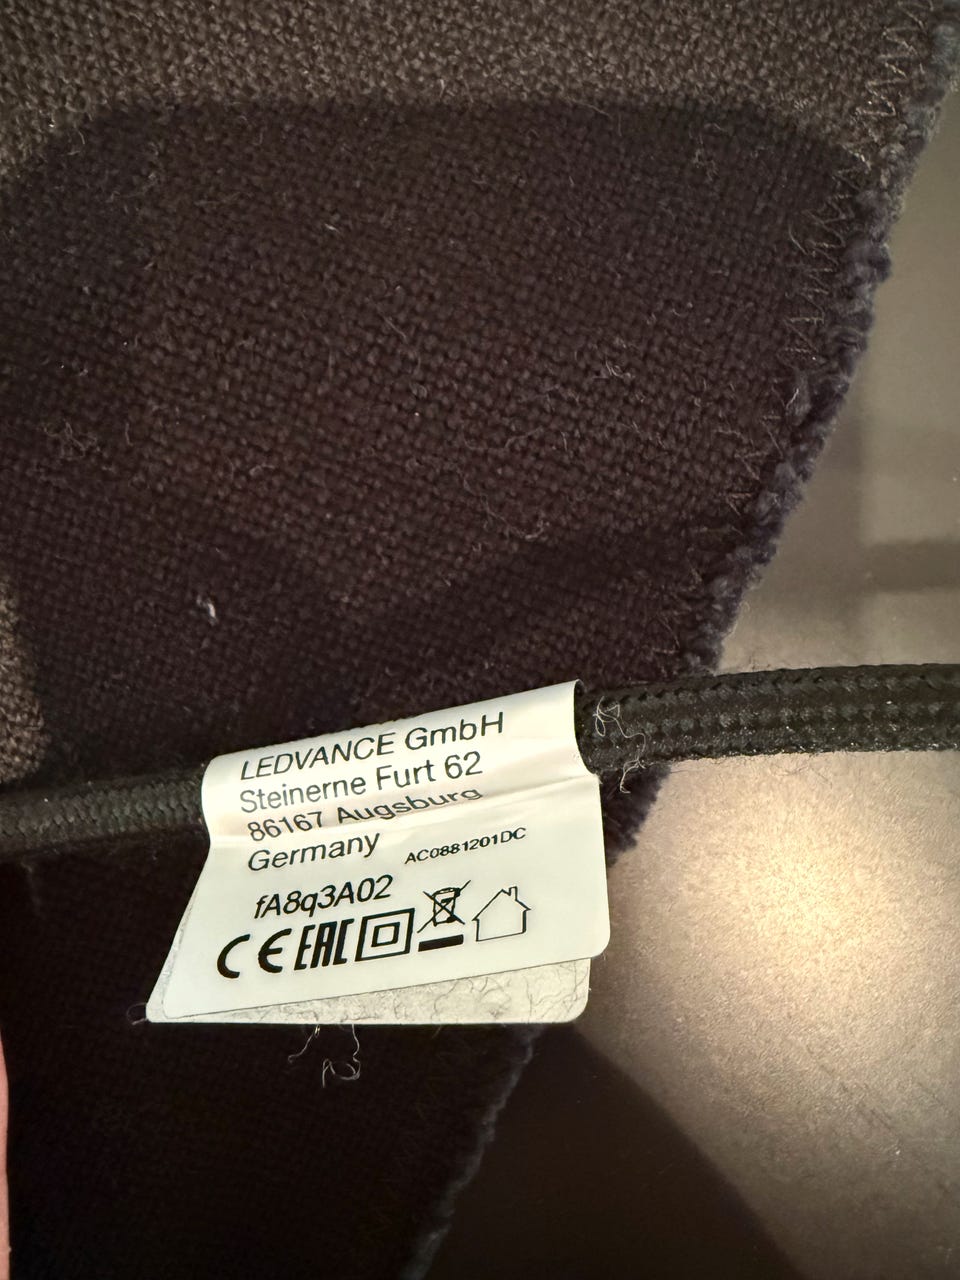 LEDVANCE GmbH
Steinerne Furt 62
86167 Augsburg
Germany
AC0881201DC
fA8q3A02
CE EAC